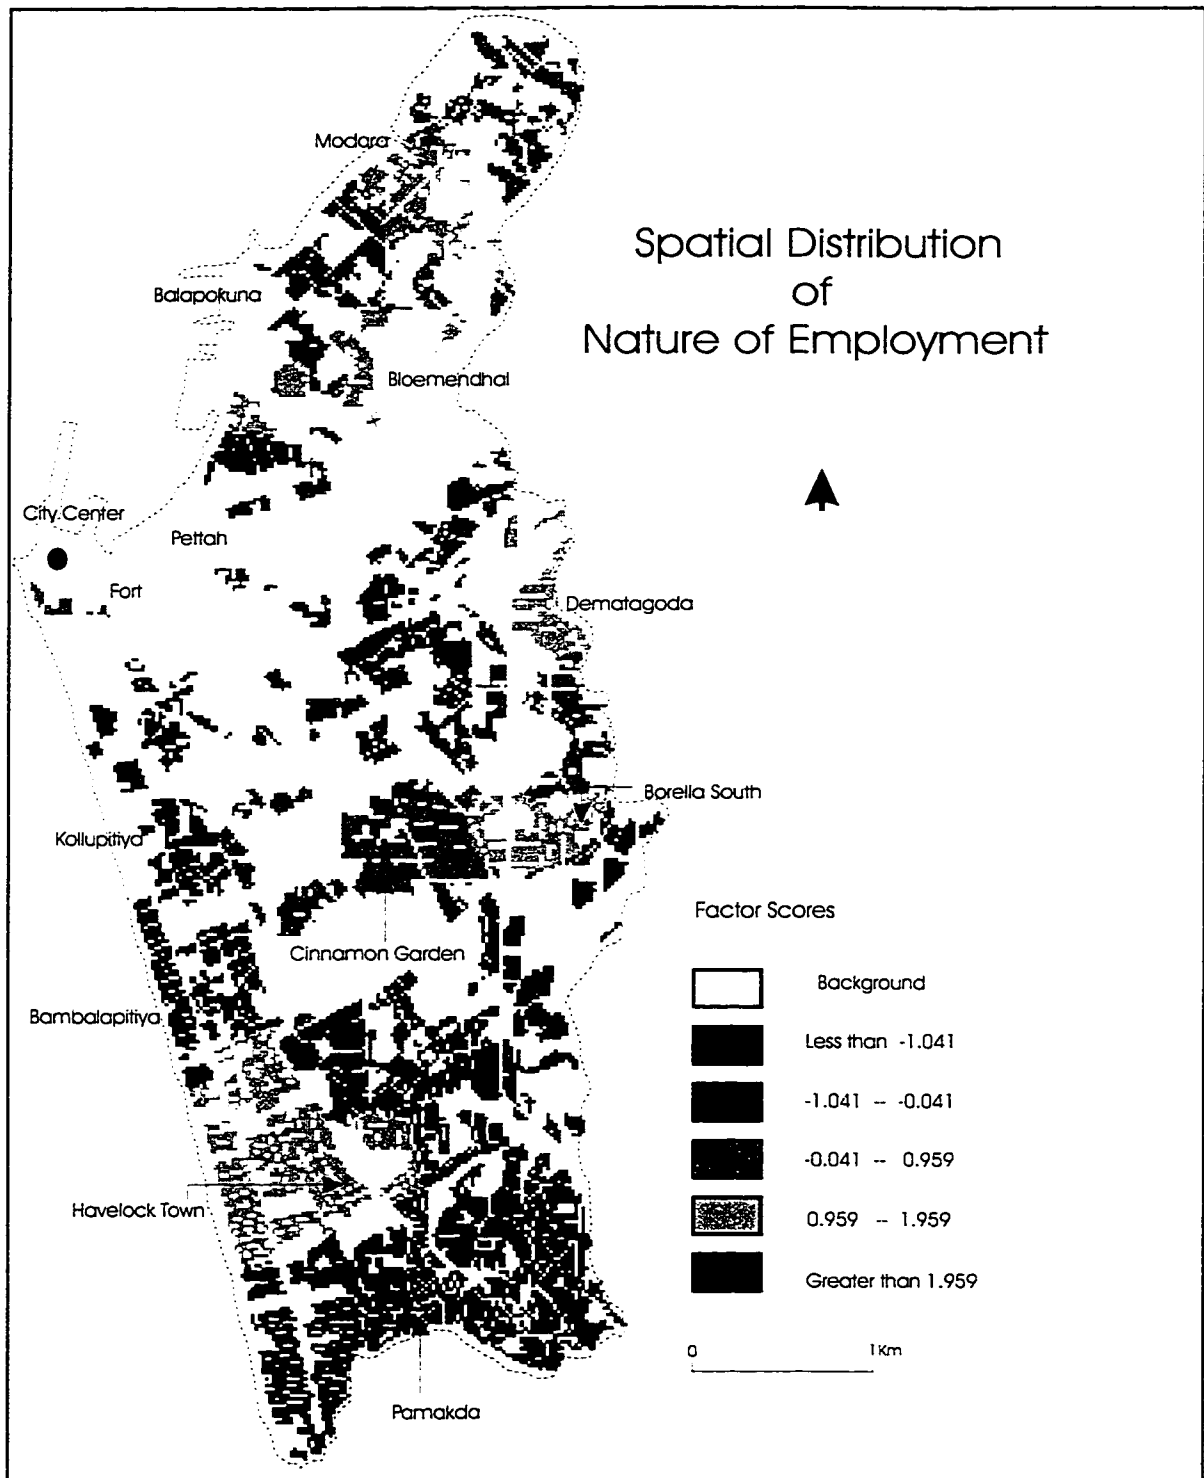 Spatial Distribution
of
Nature of Employment
Modara
Balapokuna
Bloemendhal
City Center
Pettah
Fort
Dematagoda
Borella South
Kollupitiya
Cinnamon Garden
Bambalapitiya
Havelock Town
Pamakda
Factor Scores
Background
Less than -1.041
-1.041 -- -0.041
-0.041 -- 0.959
0.959 -- 1.959
Greater than 1.959
0 1 Km